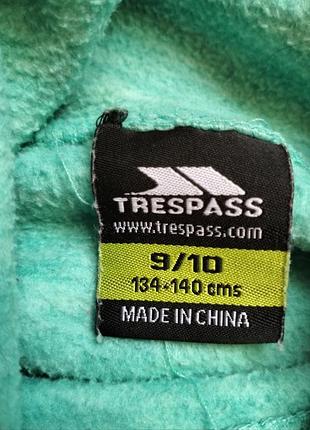 TRESPASS
www.trespass.com
9/10
134-140 cms
MADE IN CHINA